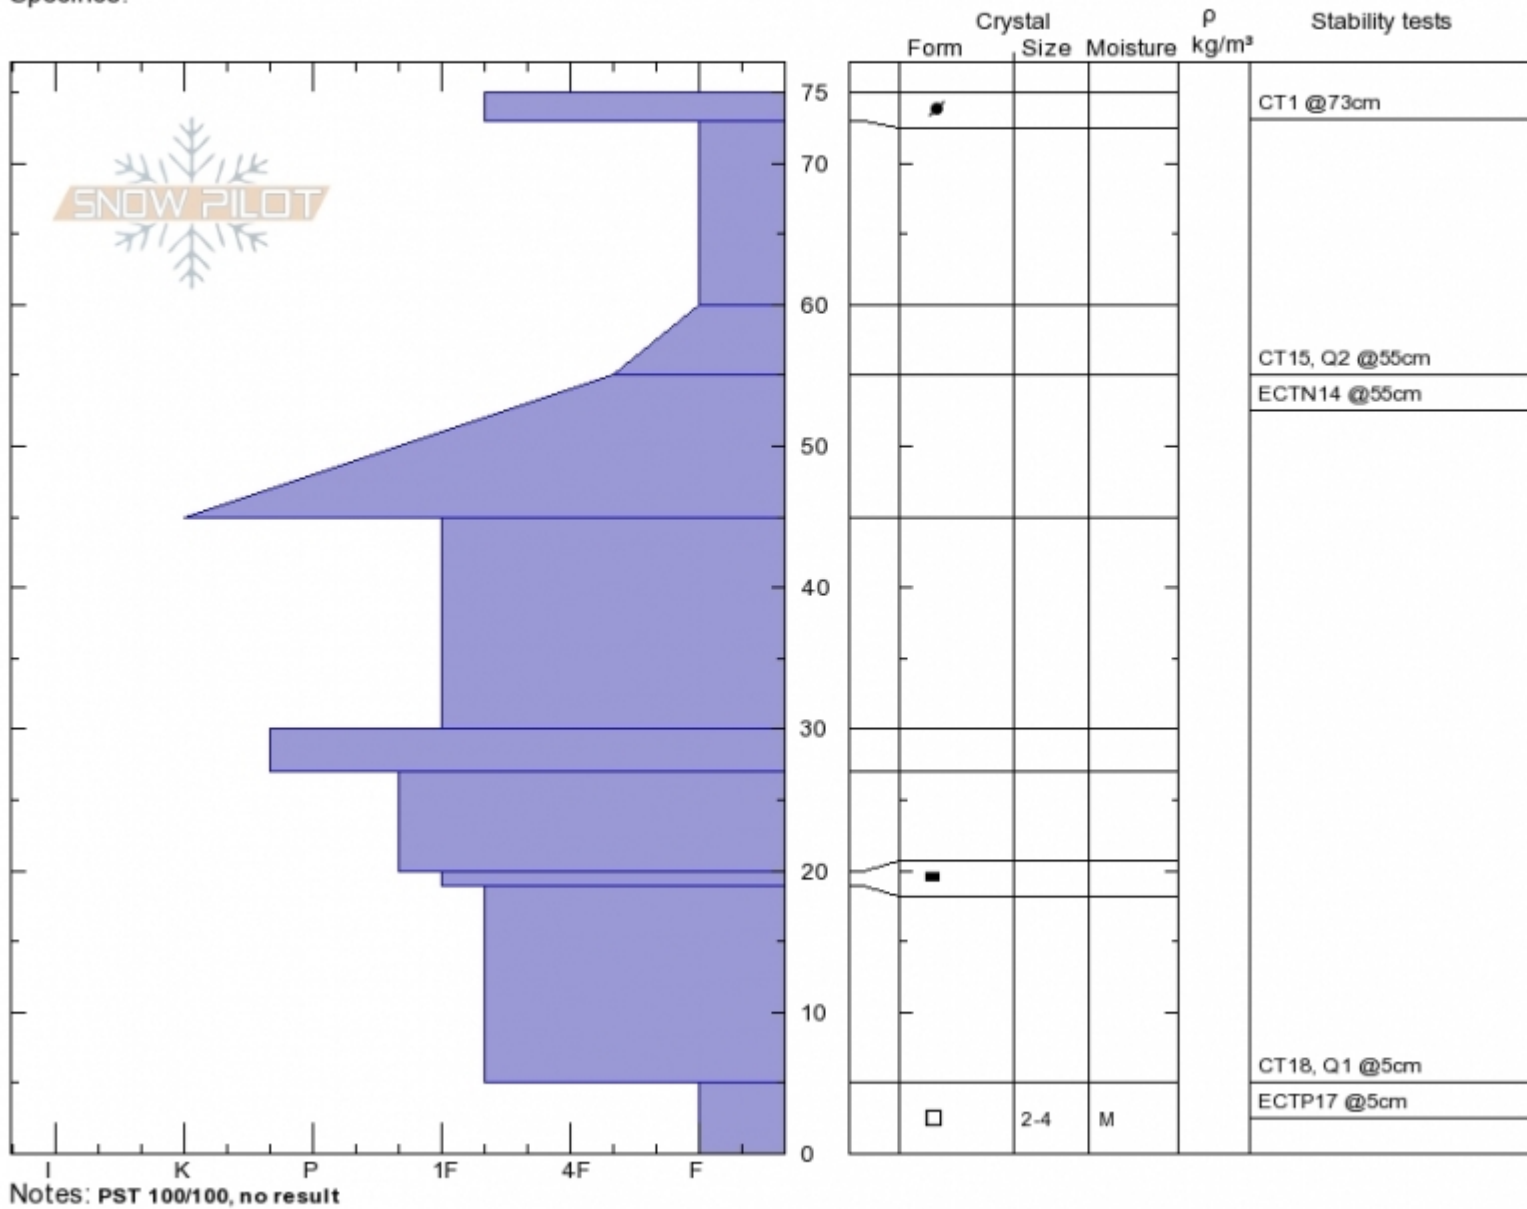 Specifics:
Crystal ρ Stability tests
Form Size Moisture kg/m³
75 CT1 @73cm
70
SNOW PILOT
60
CT15, Q2 @55cm
ECTN14 @55cm
50
40
30
20
10
CT18, Q1 @5cm
ECTP17 @5cm
2-4 M
0
I K P 1F 4F F
Notes: PST 100/100, no result